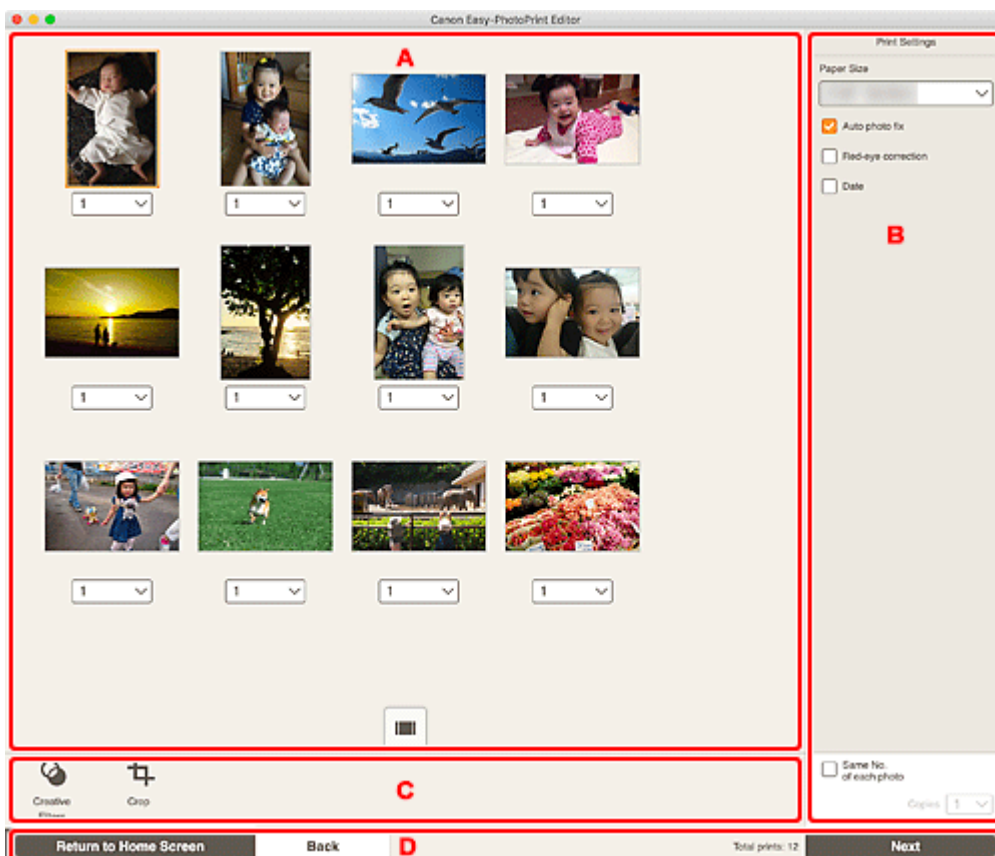 Canon Easy-PhotoPrint Editor
A
Print Settings
Paper Size
Auto photo fix
Red-eye correction
Date
B
1 1 1 1
1 1 1 1
1 1 1 1
Same No.
of each photo
Copies 1
Creative
Filters
Crop
C
Return to Home Screen
Back
D
Total prints: 12
Next